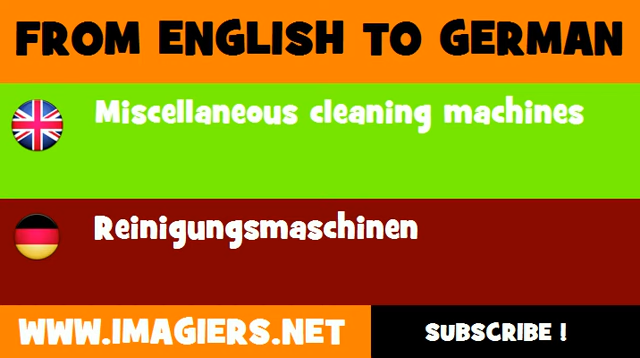 FROM ENGLISH TO GERMAN
Miscellaneous cleaning machines
Reinigungsmaschinen
WWW.IMAGIERS.NET
SUBSCRIBE !